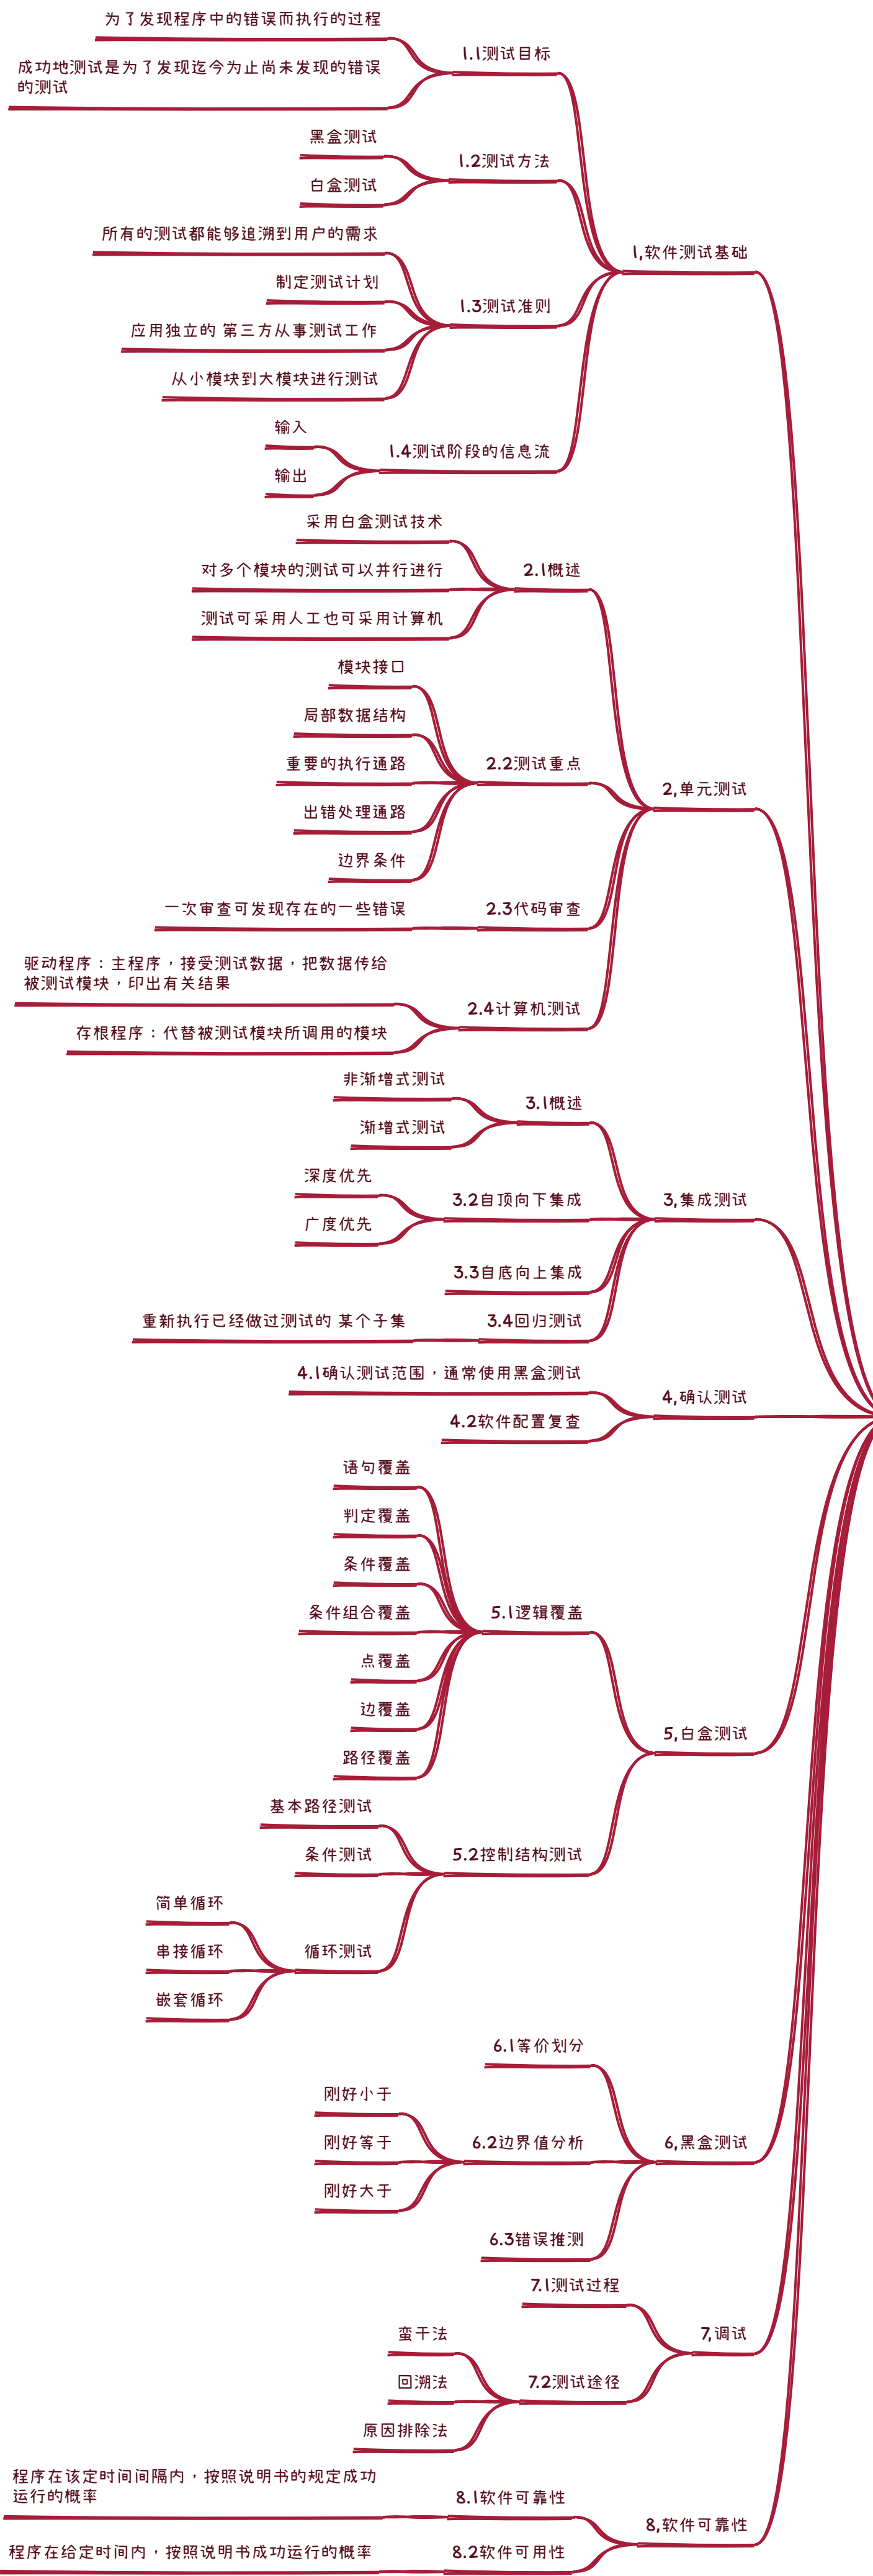 为了发现程序中的错误而执行的过程
1.1测试目标
成功地测试是为了发现迄今为止尚未发现的错误
的测试
黑盒测试
1.2测试方法
白盒测试
所有的测试都能够追溯到用户的需求
1,软件测试基础
制定测试计划
1.3测试准则
应用独立的 第三方从事测试工作
从小模块到大模块进行测试
输入
1.4测试阶段的信息流
输出
采用白盒测试技术
2.1概述
对多个模块的测试可以并行进行
测试可采用人工也可采用计算机
模块接口
局部数据结构
2.2测试重点
重要的执行通路
2,单元测试
出错处理通路
边界条件
2.3代码审查
一次审查可发现存在的一些错误
驱动程序：主程序，接受测试数据，把数据传给
被测试模块，印出有关结果
2.4计算机测试
存根程序：代替被测试模块所调用的模块
非渐增式测试
3.1概述
渐增式测试
深度优先
3.2自顶向下集成
3,集成测试
广度优先
3.3自底向上集成
重新执行已经做过测试的 某个子集
3.4回归测试
4.1确认测试范围，通常使用黑盒测试
4,确认测试
4.2软件配置复查
语句覆盖
判定覆盖
条件覆盖
条件组合覆盖
5.1逻辑覆盖
点覆盖
边覆盖
5,白盒测试
路径覆盖
基本路径测试
条件测试
5.2控制结构测试
简单循环
串接循环
循环测试
嵌套循环
6.1等价划分
刚好小于
刚好等于
6.2边界值分析
6,黑盒测试
刚好大于
6.3错误推测
7.1测试过程
蛮干法
7,调试
回溯法
7.2测试途径
原因排除法
程序在该定时间间隔内，按照说明书的规定成功
运行的概率
8.1软件可靠性
8,软件可靠性
程序在给定时间内，按照说明书成功运行的概率
8.2软件可用性